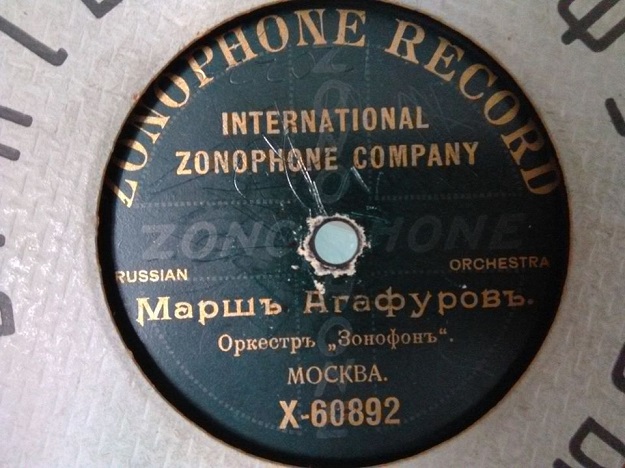 ZONOPHONE RECORD
INTERNATIONAL
ZONOPHONE COMPANY
ZONOPHONE
RUSSIAN ORCHESTRA
Маршъ Агафуровъ.
Оркестръ „Зонофонъ“.
МОСКВА.
X-60892